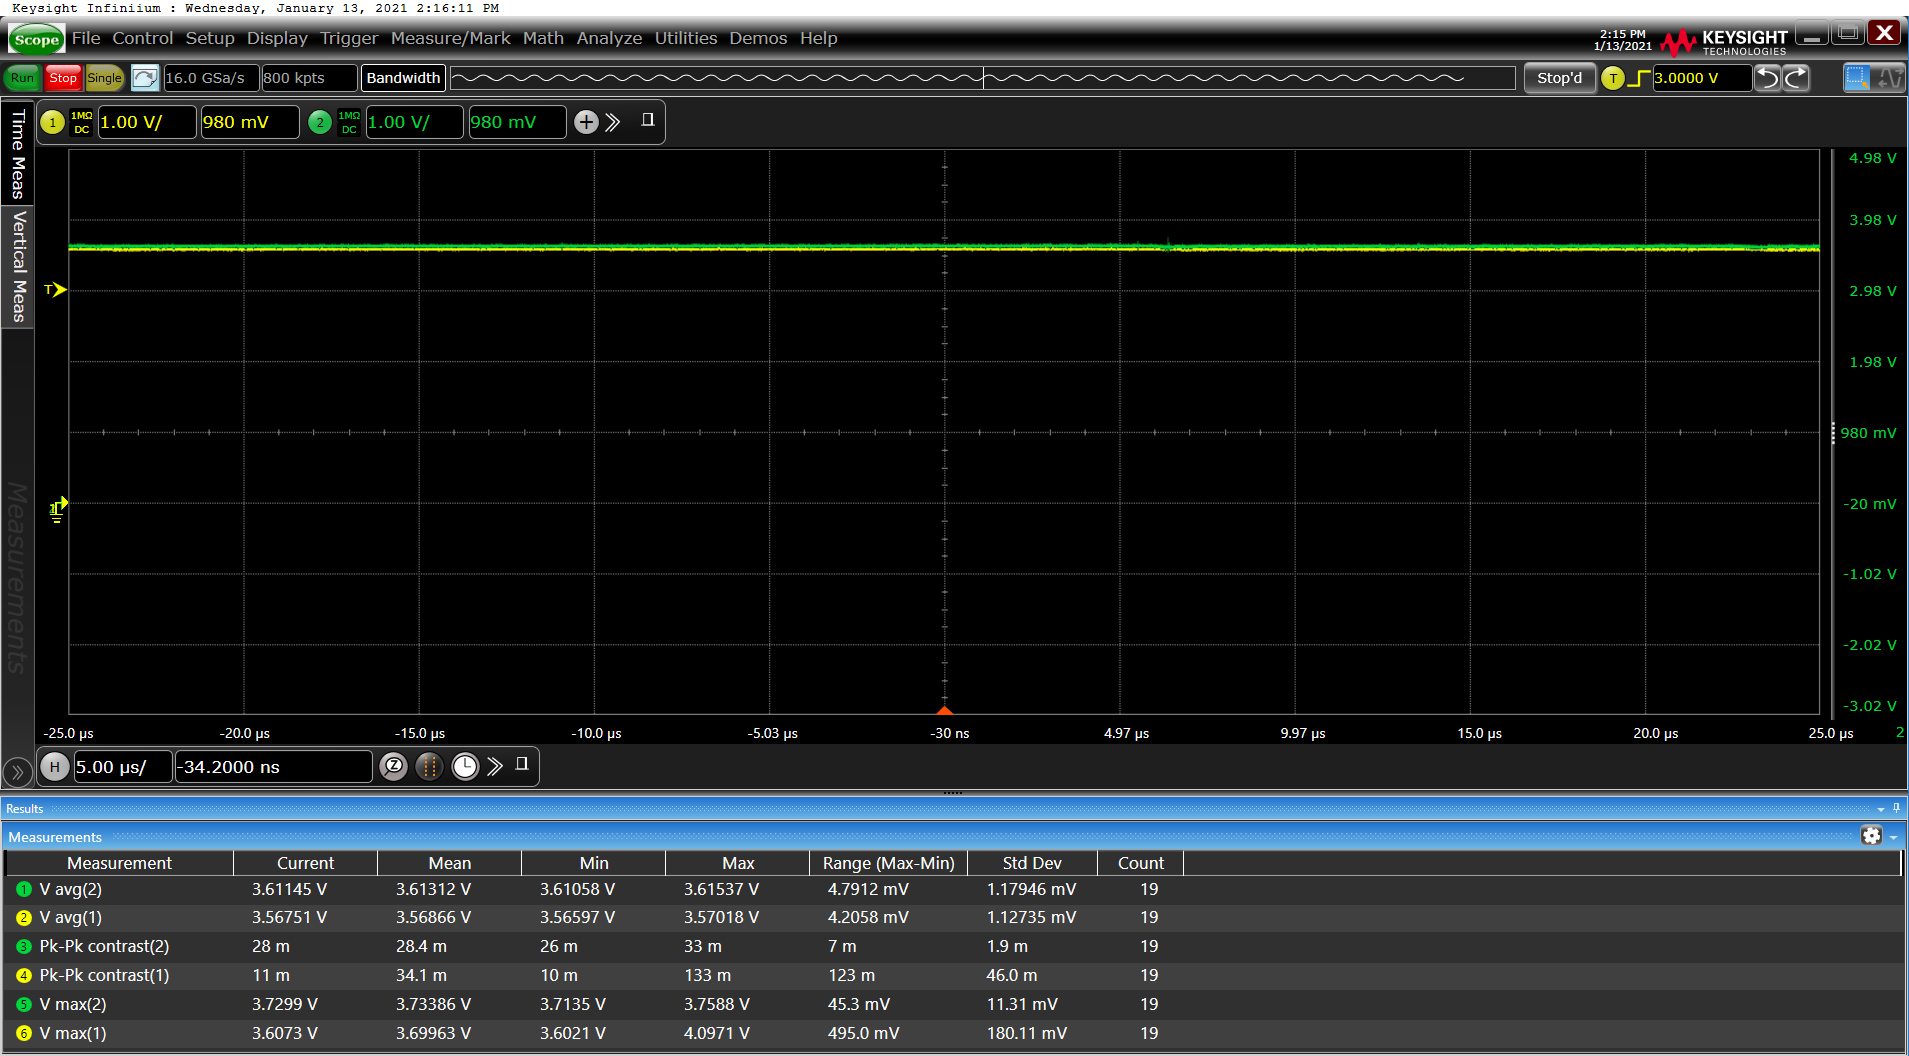 Keysight Infiniium : Wednesday, January 13, 2021 2:16:11 PM
Scope File Control Setup Display Trigger Measure/Mark Math Analyze Utilities Demos Help
2:15 PM
1/13/2021
KEYSIGHT
TECHNOLOGIES
Run Stop Single 16.0 GSa/s 800 kpts Bandwidth Stop'd T 3.0000 V
Time Meas
Vertical Meas
Measurements
1 1MΩ DC 1.00 V/ 980 mV 2 1MΩ DC 1.00 V/ 980 mV
4.98 V
3.98 V
T
2.98 V
1.98 V
980 mV
-20 mV
-1.02 V
-2.02 V
-3.02 V
-25.0 µs -20.0 µs -15.0 µs -10.0 µs -5.03 µs -30 ns 4.97 µs 9.97 µs 15.0 µs 20.0 µs 25.0 µs 2
H 5.00 µs/ -34.2000 ns
Results
Measurements
Measurement Current Mean Min Max Range (Max-Min) Std Dev Count
1 V avg(2) 3.61145 V 3.61312 V 3.61058 V 3.61537 V 4.7912 mV 1.17946 mV 19
2 V avg(1) 3.56751 V 3.56866 V 3.56597 V 3.57018 V 4.2058 mV 1.12735 mV 19
3 Pk-Pk contrast(2) 28 m 28.4 m 26 m 33 m 7 m 1.9 m 19
4 Pk-Pk contrast(1) 11 m 34.1 m 10 m 133 m 123 m 46.0 m 19
5 V max(2) 3.7299 V 3.73386 V 3.7135 V 3.7588 V 45.3 mV 11.31 mV 19
6 V max(1) 3.6073 V 3.69963 V 3.6021 V 4.0971 V 495.0 mV 180.11 mV 19